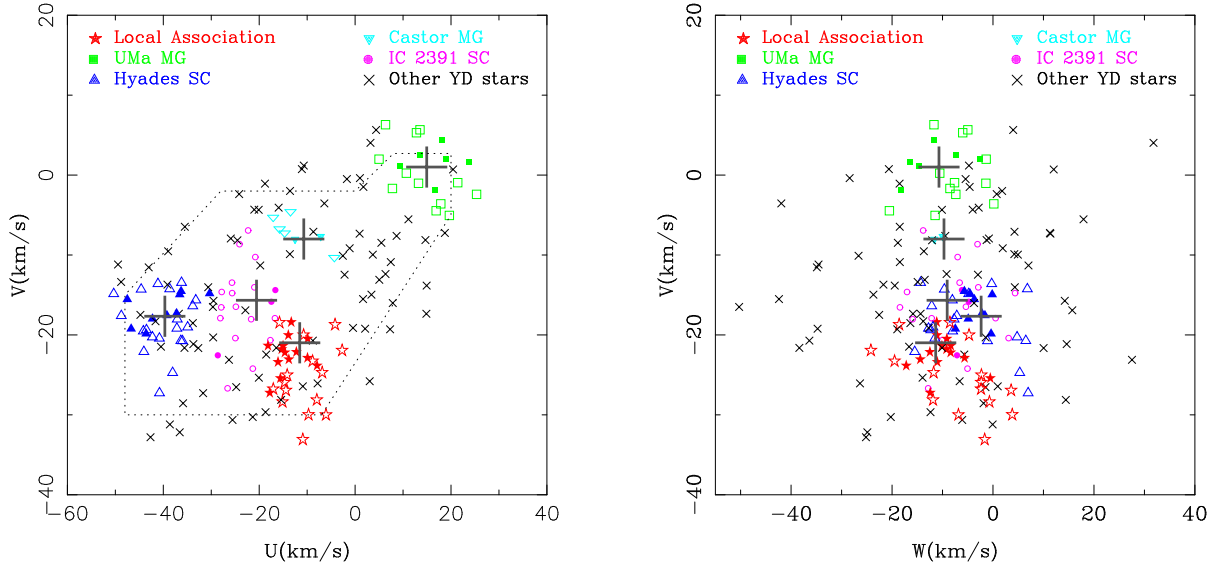 20
0
−20
−40
V(km/s)
Local Association
UMa MG
Hyades SC
Castor MG
IC 2391 SC
Other YD stars
−60
−40
−20
0
20
40
U(km/s)
20
0
−20
−40
V(km/s)
Local Association
UMa MG
Hyades SC
Castor MG
IC 2391 SC
Other YD stars
−40
−20
0
20
40
W(km/s)